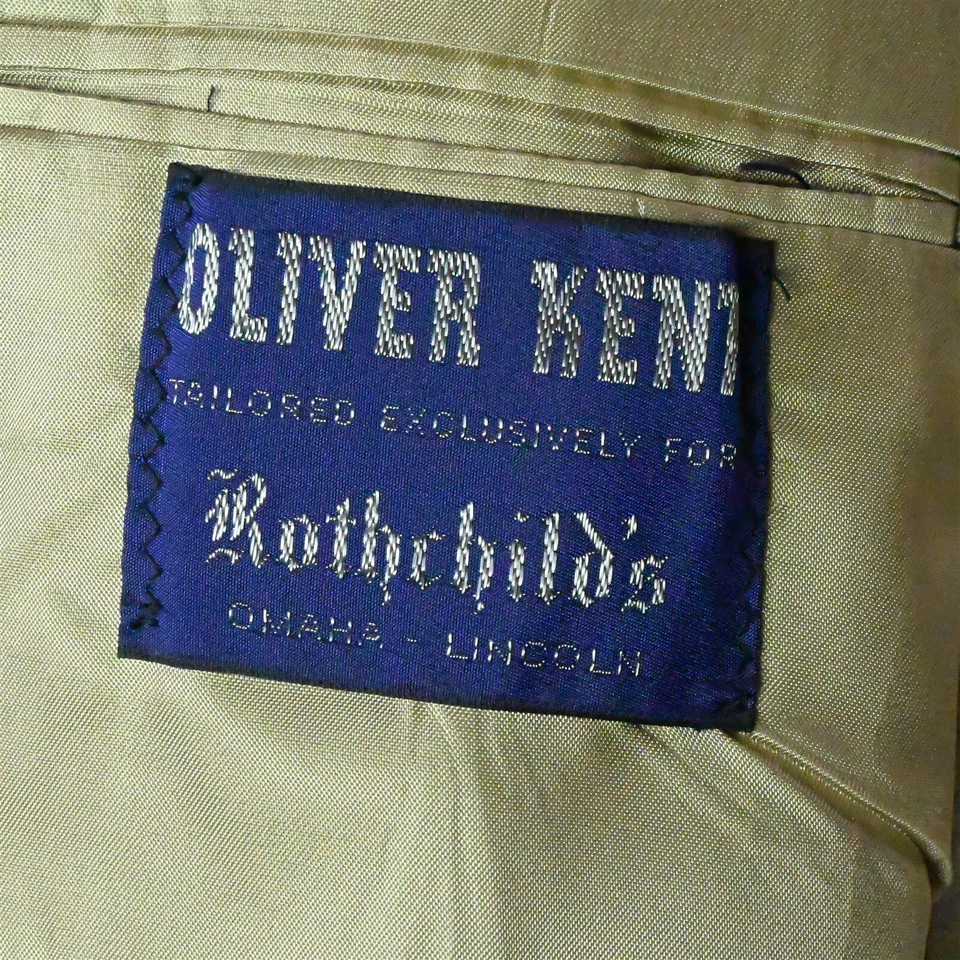 OLIVER KENT
TAILORED EXCLUSIVELY FOR
Rothchild's
OMAHA - LINCOLN